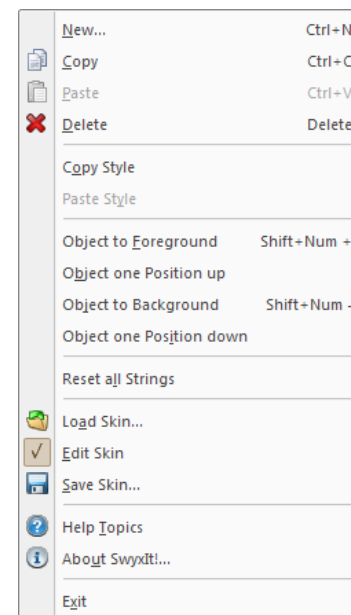 New... Ctrl+N
Copy Ctrl+C
Paste Ctrl+V
Delete Delete
Copy Style
Paste Style
Object to Foreground Shift+Num +
Object one Position up
Object to Background Shift+Num -
Object one Position down
Reset all Strings
Load Skin...
Edit Skin
Save Skin...
Help Topics
About SwyxIt!...
Exit